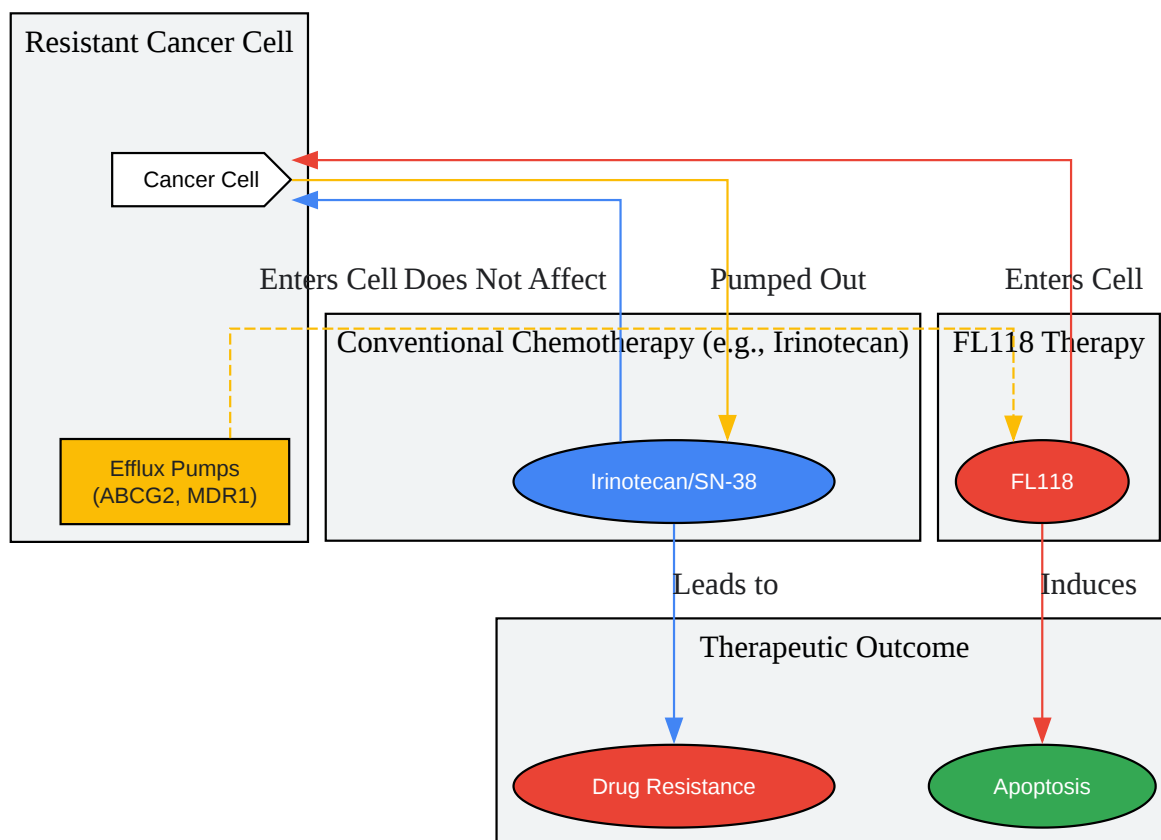 Resistant Cancer Cell
Cancer Cell
Enters Cell
Does Not Affect
Pumped Out
Enters Cell
Conventional Chemotherapy (e.g., Irinotecan)
FL118 Therapy
Efflux Pumps
(ABCG2, MDR1)
Irinotecan/SN-38
FL118
Leads to
Induces
Therapeutic Outcome
Drug Resistance
Apoptosis